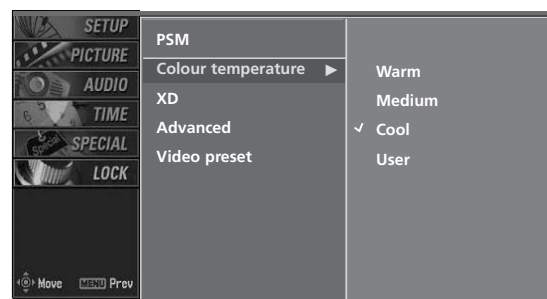 SETUP
PICTURE
AUDIO
TIME
SPECIAL
LOCK
Move MENU Prev
PSM
Colour temperature
XD
Advanced
Video preset
Warm
Medium
Cool
User